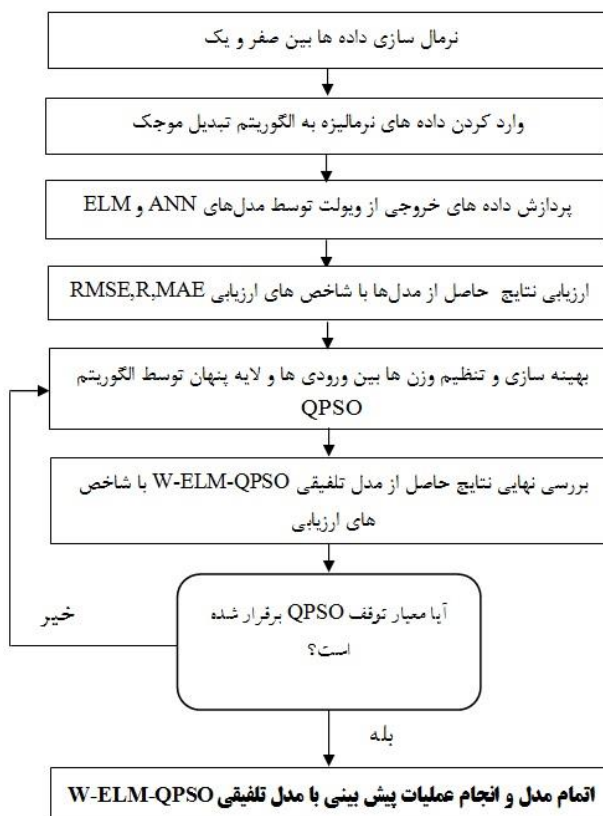 نرمال سازی داده ها بین صفر و یک
وارد کردن داده های نرمالیزه به الگوریتم تبدیل موجک
پردازش داده های خروجی از ویولت توسط مدل‌های ANN و ELM
ارزیابی نتایج حاصل از مدل‌ها با شاخص های ارزیابی RMSE,R,MAE
بهینه سازی و تنظیم وزن ها بین ورودی ها و لایه پنهان توسط الگوریتم
QPSO
بررسی نهایی نتایج حاصل از مدل تلفیقی W-ELM-QPSO با شاخص
های ارزیابی
آیا معیار توقف QPSO برقرار شده
است؟
خیر
بله
اتمام مدل و انجام عملیات پیش بینی با مدل تلفیقی W-ELM-QPSO